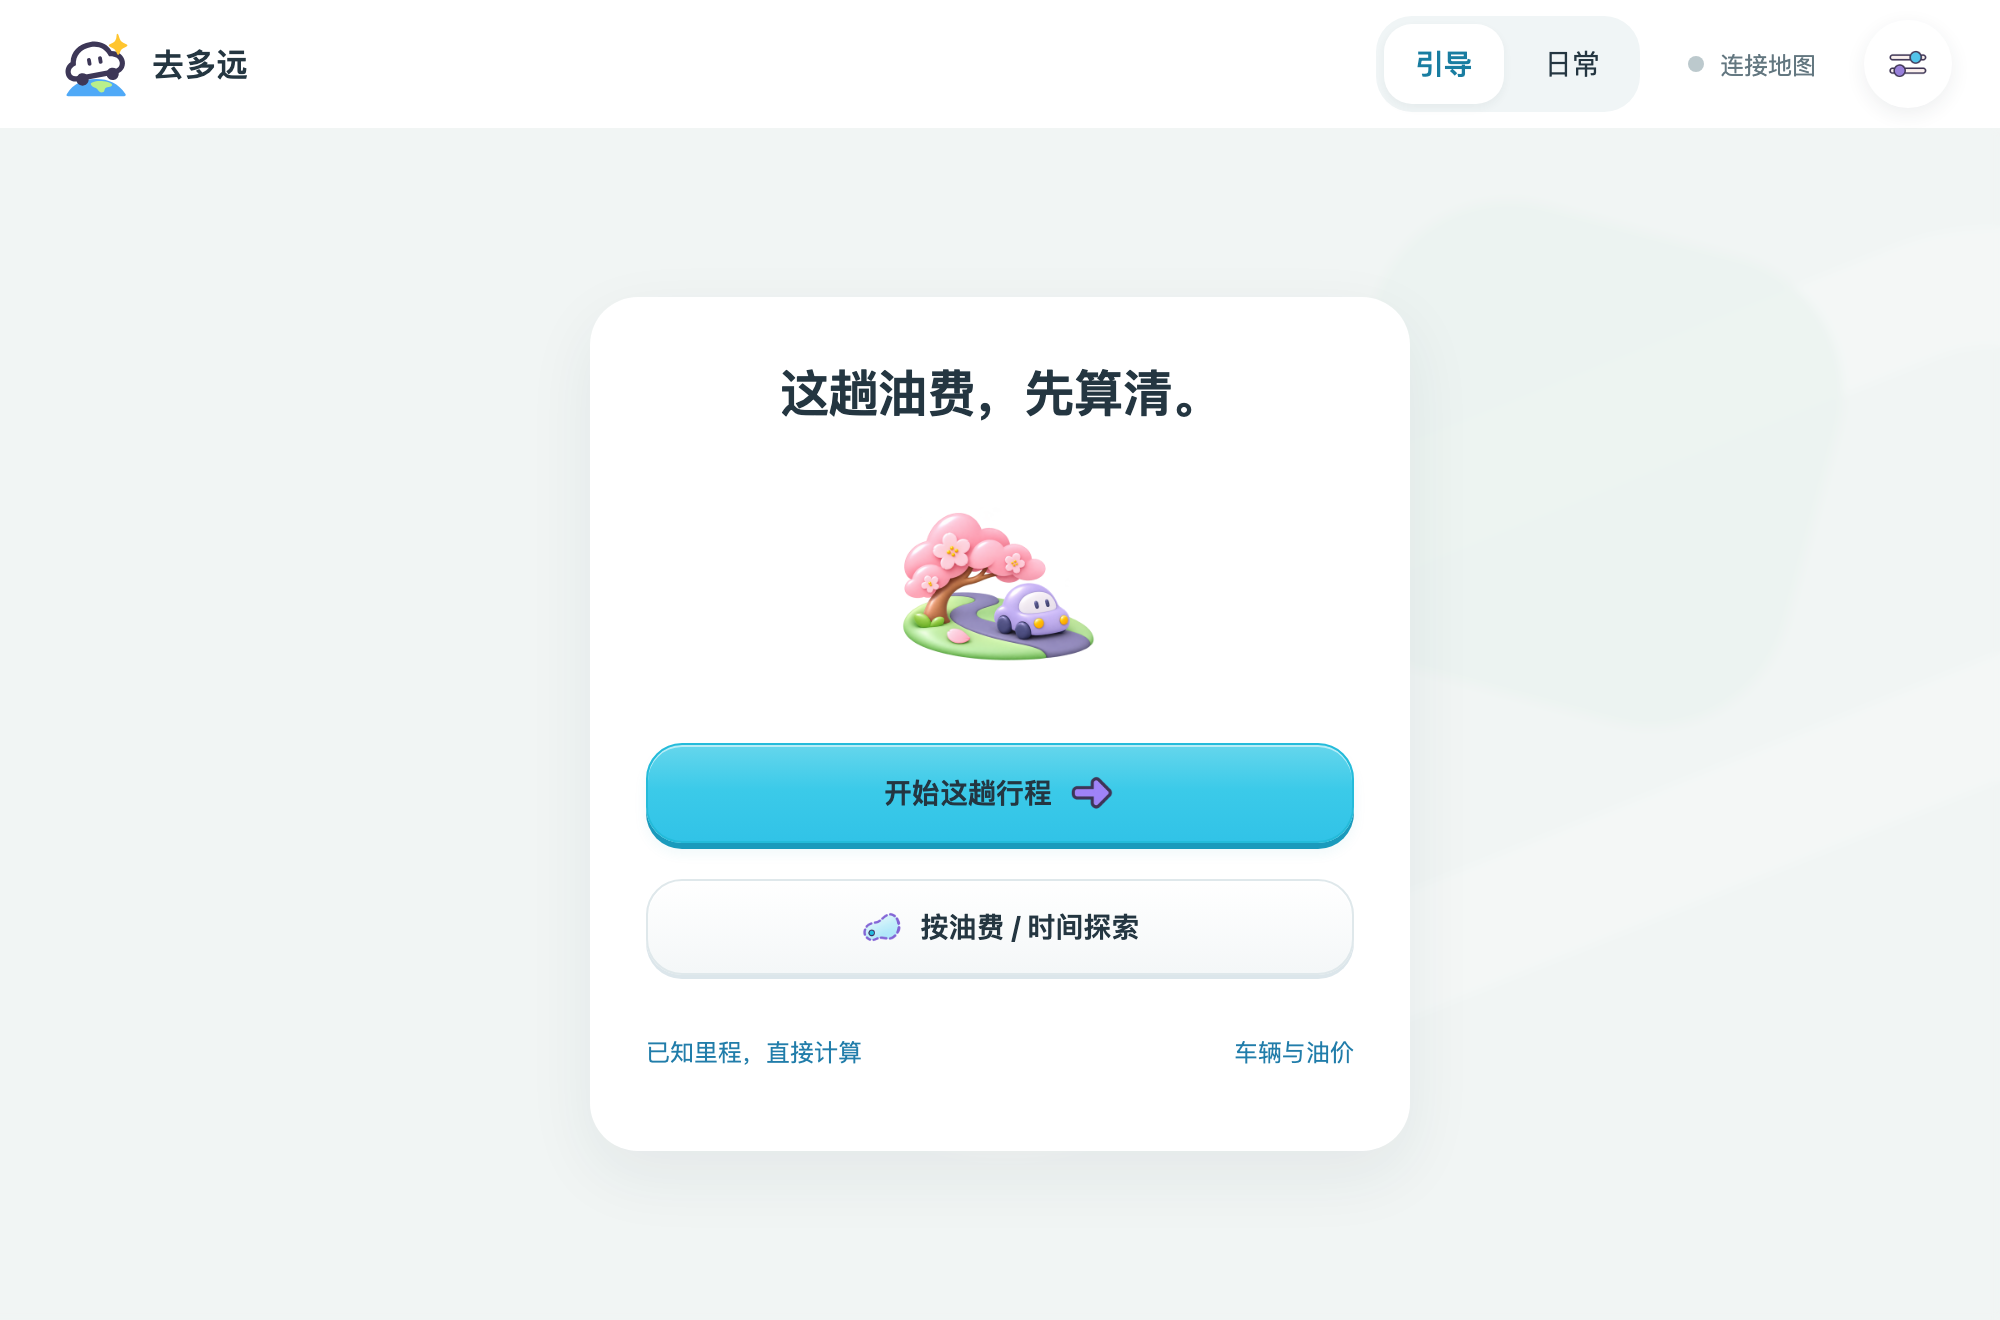 去多远
引导
日常
连接地图
这趟油费，先算清。
开始这趟行程
按油费 / 时间探索
已知里程，直接计算
车辆与油价